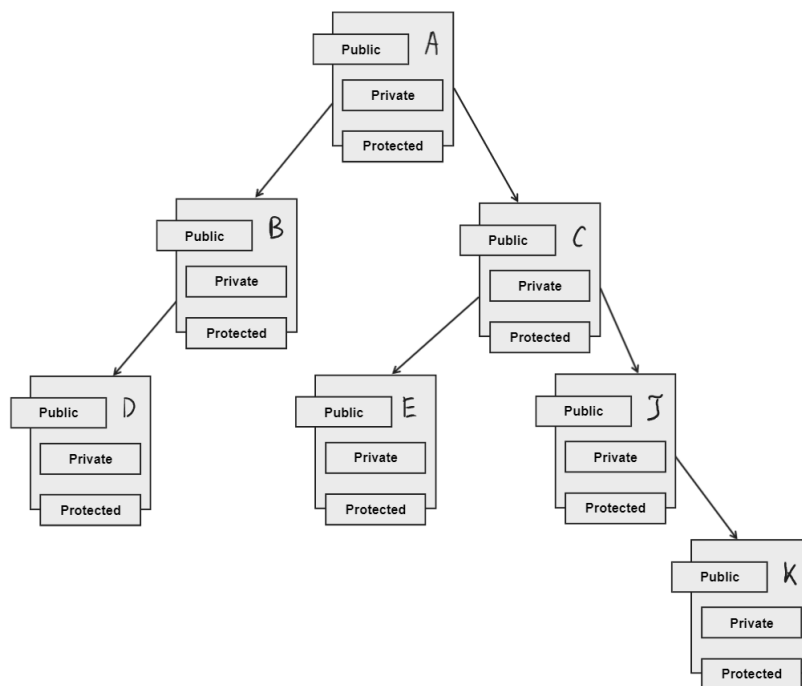 A
Public
Private
Protected
B
Public
Private
Protected
C
Public
Private
Protected
D
Public
Private
Protected
E
Public
Private
Protected
J
Public
Private
Protected
K
Public
Private
Protected